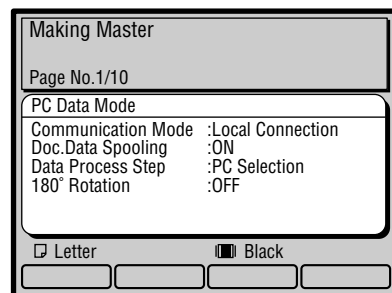 Making Master
Page No.1/10
PC Data Mode
Communication Mode :Local Connection
Doc.Data Spooling :ON
Data Process Step :PC Selection
180˚ Rotation :OFF
Letter Black